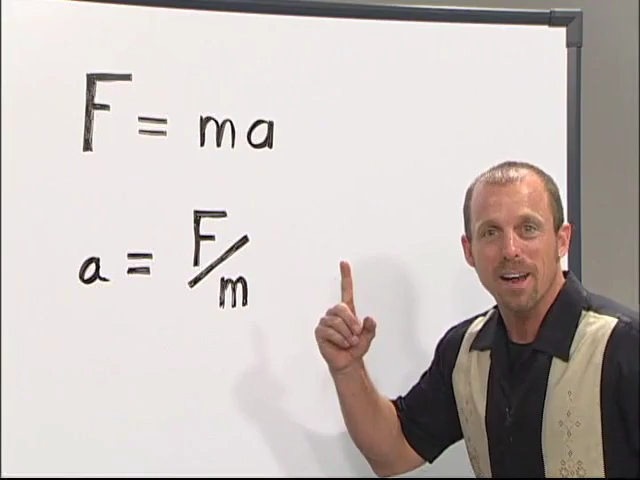 F = ma
a = F/m